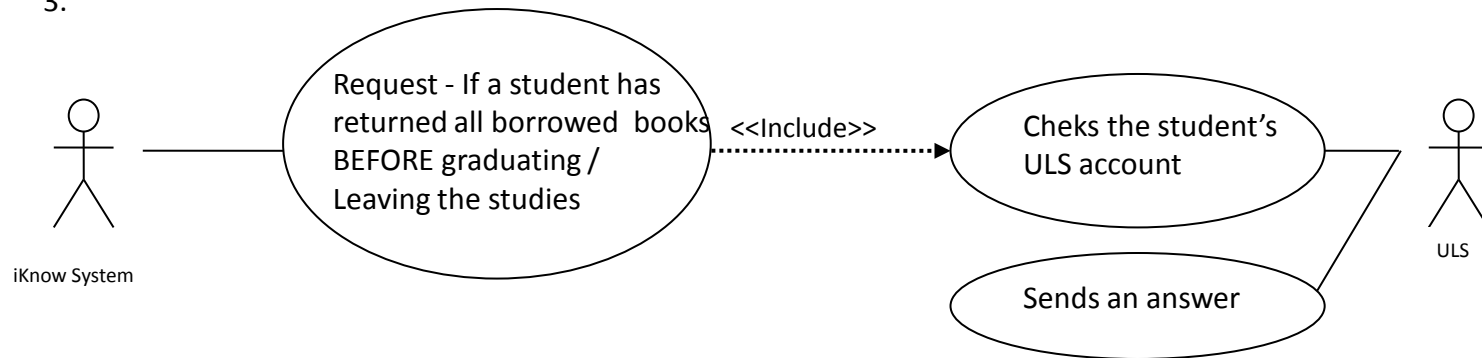 3.
Request - If a student has
returned all borrowed books
BEFORE graduating /
Leaving the studies
<<Include>>
Cheks the student's
ULS account
Sends an answer
iKnow System
ULS